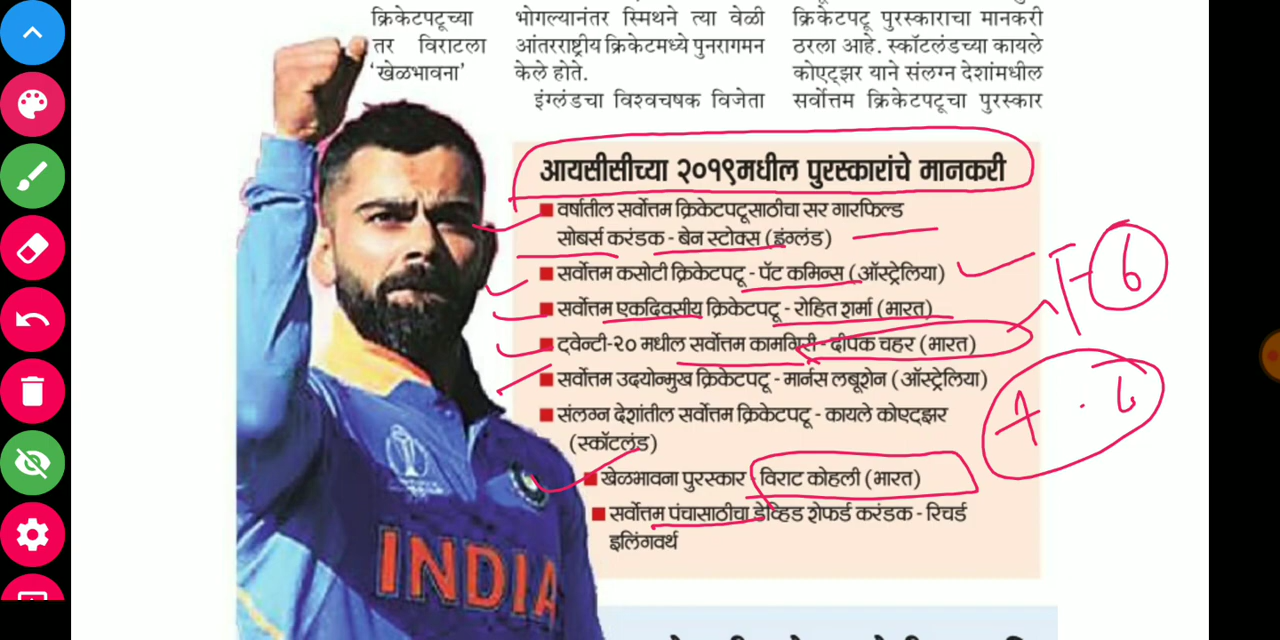 क्रिकेटपटूच्या
तर विराटला
‘खेळभावना’
भोगल्यानंतर स्मिथने त्या वेळी
आंतरराष्ट्रीय क्रिकेटमध्ये पुनरागमन
केले होते.
इंग्लंडचा विश्वचषक विजेता
क्रिकेटपटू पुरस्काराचा मानकरी
ठरला आहे. स्कॉटलंडच्या कायले
कोएट्झर याने संलग्न देशांमधील
सर्वोत्तम क्रिकेटपटूचा पुरस्कार
आयसीसीच्या २०१९मधील पुरस्कारांचे मानकरी
वर्षातील सर्वोत्तम क्रिकेटपटूसाठीचा सर गारफिल्ड
सोबर्स करंडक - बेन स्टोक्स (इंग्लंड)
सर्वोत्तम कसोटी क्रिकेटपटू - पॅट कमिन्स (ऑस्ट्रेलिया)
सर्वोत्तम एकदिवसीय क्रिकेटपटू - रोहित शर्मा (भारत)
ट्वेन्टी-२० मधील सर्वोत्तम कामगिरी - दीपक चहर (भारत)
सर्वोत्तम उदयोन्मुख क्रिकेटपटू - मार्नस लबूशेन (ऑस्ट्रेलिया)
संलग्न देशांतील सर्वोत्तम क्रिकेटपटू - कायले कोएट्झर
(स्कॉटलंड)
खेळभावना पुरस्कार - विराट कोहली (भारत)
सर्वोत्तम पंचासाठीचा डेव्हिड शेफर्ड करंडक - रिचर्ड
इलिंगवर्थ
INDIA